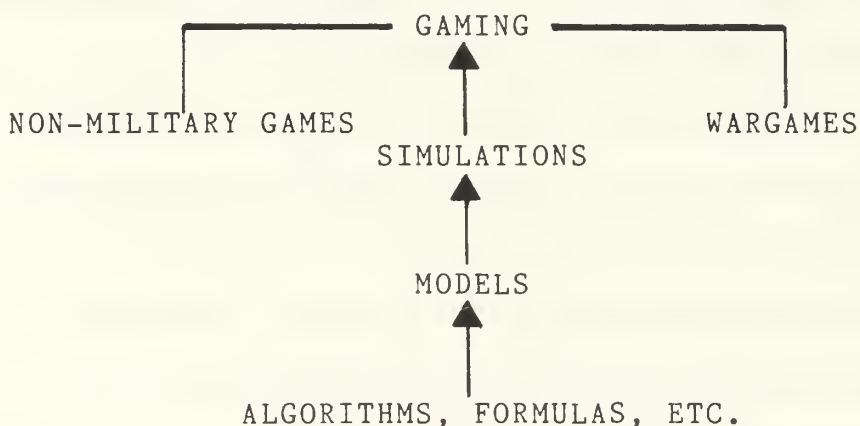 GAMING
NON-MILITARY GAMES
WARGAMES
SIMULATIONS
MODELS
ALGORITHMS, FORMULAS, ETC.